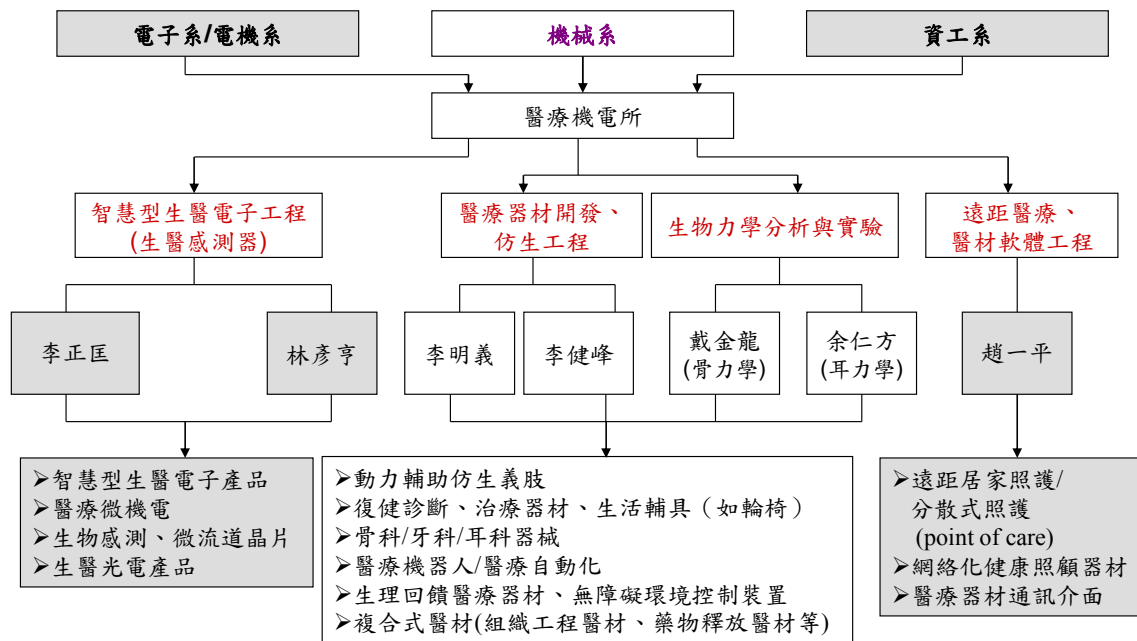 電子系/電機系
機械系
資工系
醫療機電所
智慧型生醫電子工程
(生醫感測器)
醫療器材開發、
仿生工程
生物力學分析與實驗
遠距醫療、
醫材軟體工程
李正匡
林彥亨
李明義
李健峰
戴金龍
(骨力學)
余仁方
(耳力學)
趙一平
➢智慧型生醫電子產品
➢醫療微機電
➢生物感測、微流道晶片
➢生醫光電產品
➢動力輔助仿生義肢
➢復健診斷、治療器材、生活輔具（如輪椅）
➢骨科/牙科/耳科器械
➢醫療機器人/醫療自動化
➢生理回饋醫療器材、無障礙環境控制裝置
➢複合式醫材(組織工程醫材、藥物釋放醫材等)
➢遠距居家照護/
分散式照護
(point of care)
➢網絡化健康照顧器材
➢醫療器材通訊介面